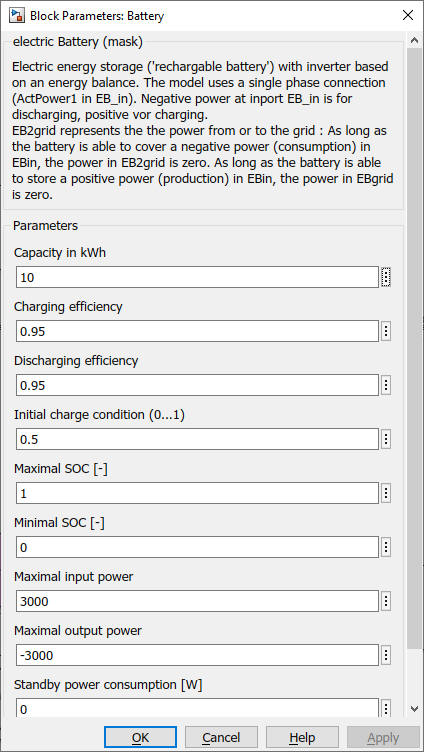 Block Parameters: Battery
electric Battery (mask)
Electric energy storage ('rechargable battery') with inverter based
on an energy balance. The model uses a single phase connection
(ActPower1 in EB_in). Negative power at inport EB_in is for
discharging, positive vor charging.
EB2grid represents the the power from or to the grid : As long as
the battery is able to cover a negative power (consumption) in
EBin, the power in EB2grid is zero. As long as the battery is able
to store a positive power (production) in EBin, the power in EBgrid
is zero.
Parameters
Capacity in kWh
10
Charging efficiency
0.95
Discharging efficiency
0.95
Initial charge condition (0...1)
0.5
Maximal SOC [-]
1
Minimal SOC [-]
0
Maximal input power
3000
Maximal output power
-3000
Standby power consumption [W]
0
OK Cancel Help Apply